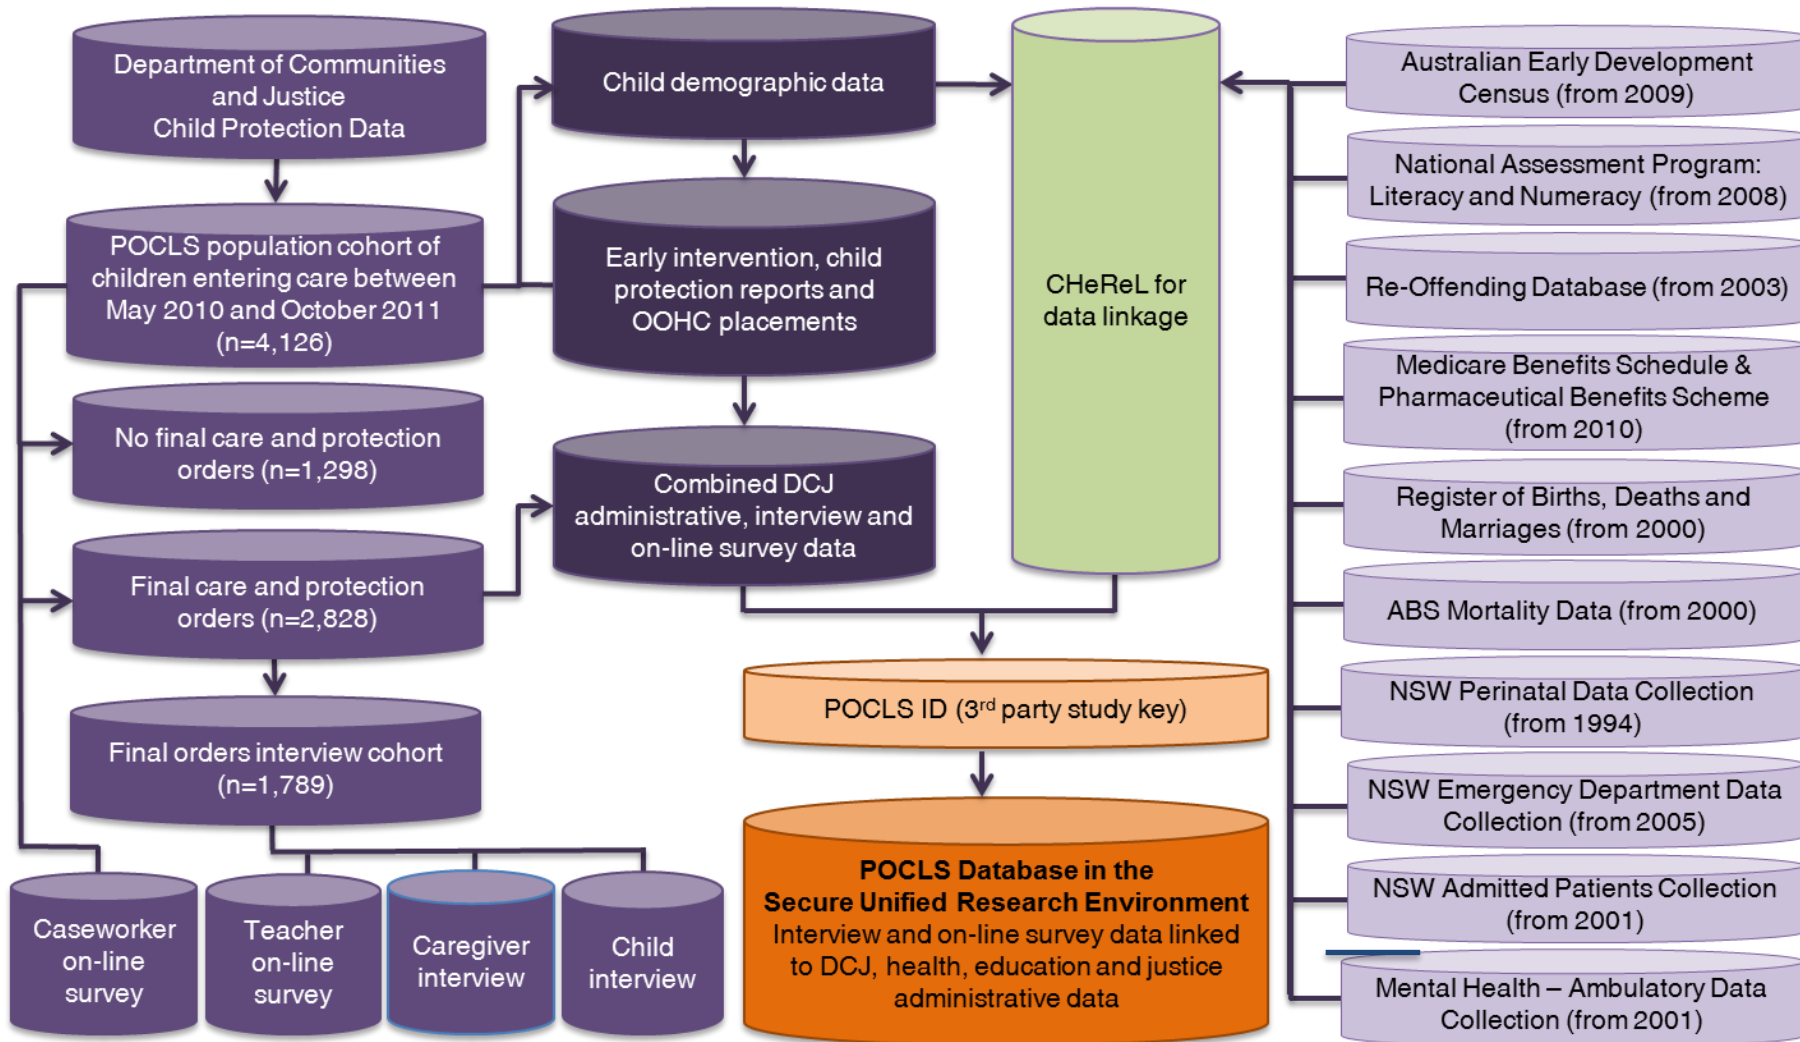 Department of Communities
and Justice
Child Protection Data
POCLS population cohort of
children entering care between
May 2010 and October 2011
(n=4,126)
No final care and protection
orders (n=1,298)
Final care and protection
orders (n=2,828)
Final orders interview cohort
(n=1,789)
Caseworker
on-line
survey
Teacher
on-line
survey
Caregiver
interview
Child
interview
Child demographic data
Early intervention, child
protection reports and
OOHC placements
Combined DCJ
administrative, interview and
on-line survey data
CHeReL for
data linkage
POCLS ID (3rd party study key)
POCLS Database in the
Secure Unified Research Environment
Interview and on-line survey data linked
to DCJ, health, education and justice
administrative data
Australian Early Development
Census (from 2009)
National Assessment Program:
Literacy and Numeracy (from 2008)
Re-Offending Database (from 2003)
Medicare Benefits Schedule &
Pharmaceutical Benefits Scheme
(from 2010)
Register of Births, Deaths and
Marriages (from 2000)
ABS Mortality Data (from 2000)
NSW Perinatal Data Collection
(from 1994)
NSW Emergency Department Data
Collection (from 2005)
NSW Admitted Patients Collection
(from 2001)
Mental Health – Ambulatory Data
Collection (from 2001)